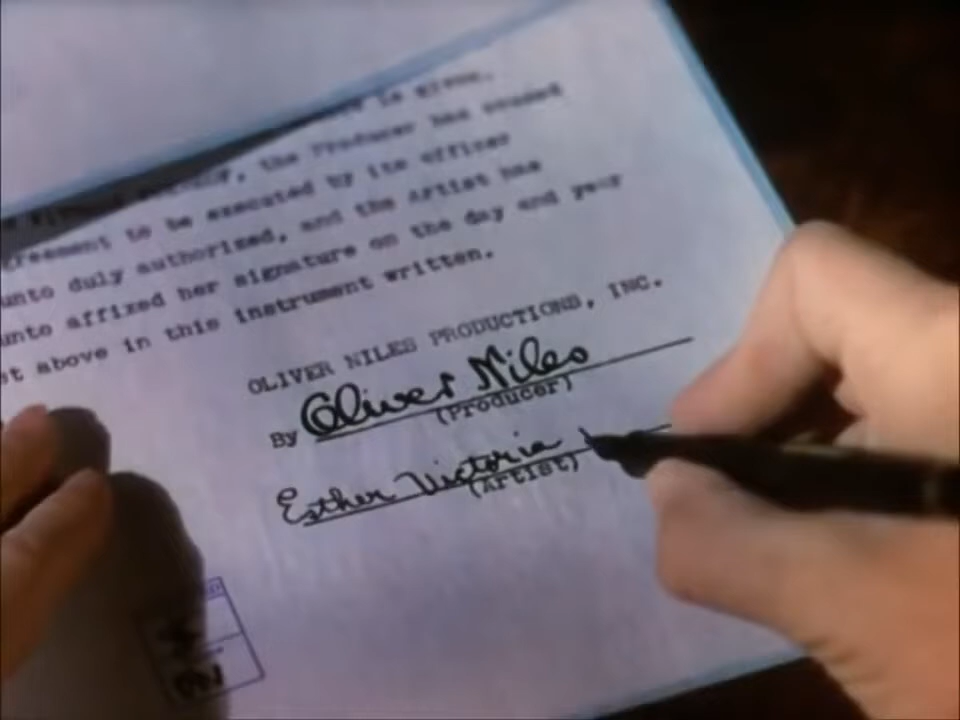 is given,
, the Producer has caused
to be executed by its officer
unto duly authorized, and the Artist has
unto affixed her signature on the day and year
above in this instrument written.
OLIVER NILES PRODUCTIONS, INC.
By Oliver Niles
(Producer)
Esther Victoria
(Artist)